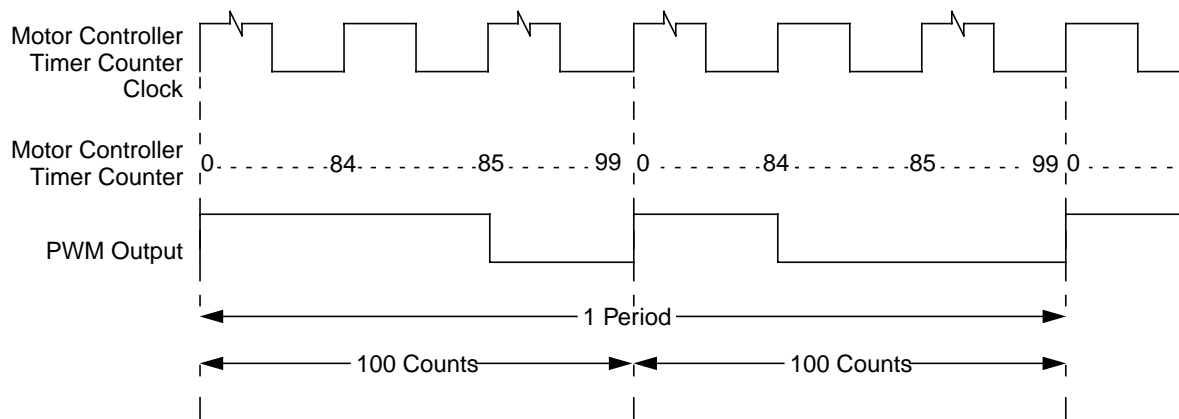 Motor Controller
Timer Counter
Clock
Motor Controller
Timer Counter
0 84 85 99 0 84 85 99 0
PWM Output
1 Period
100 Counts 100 Counts